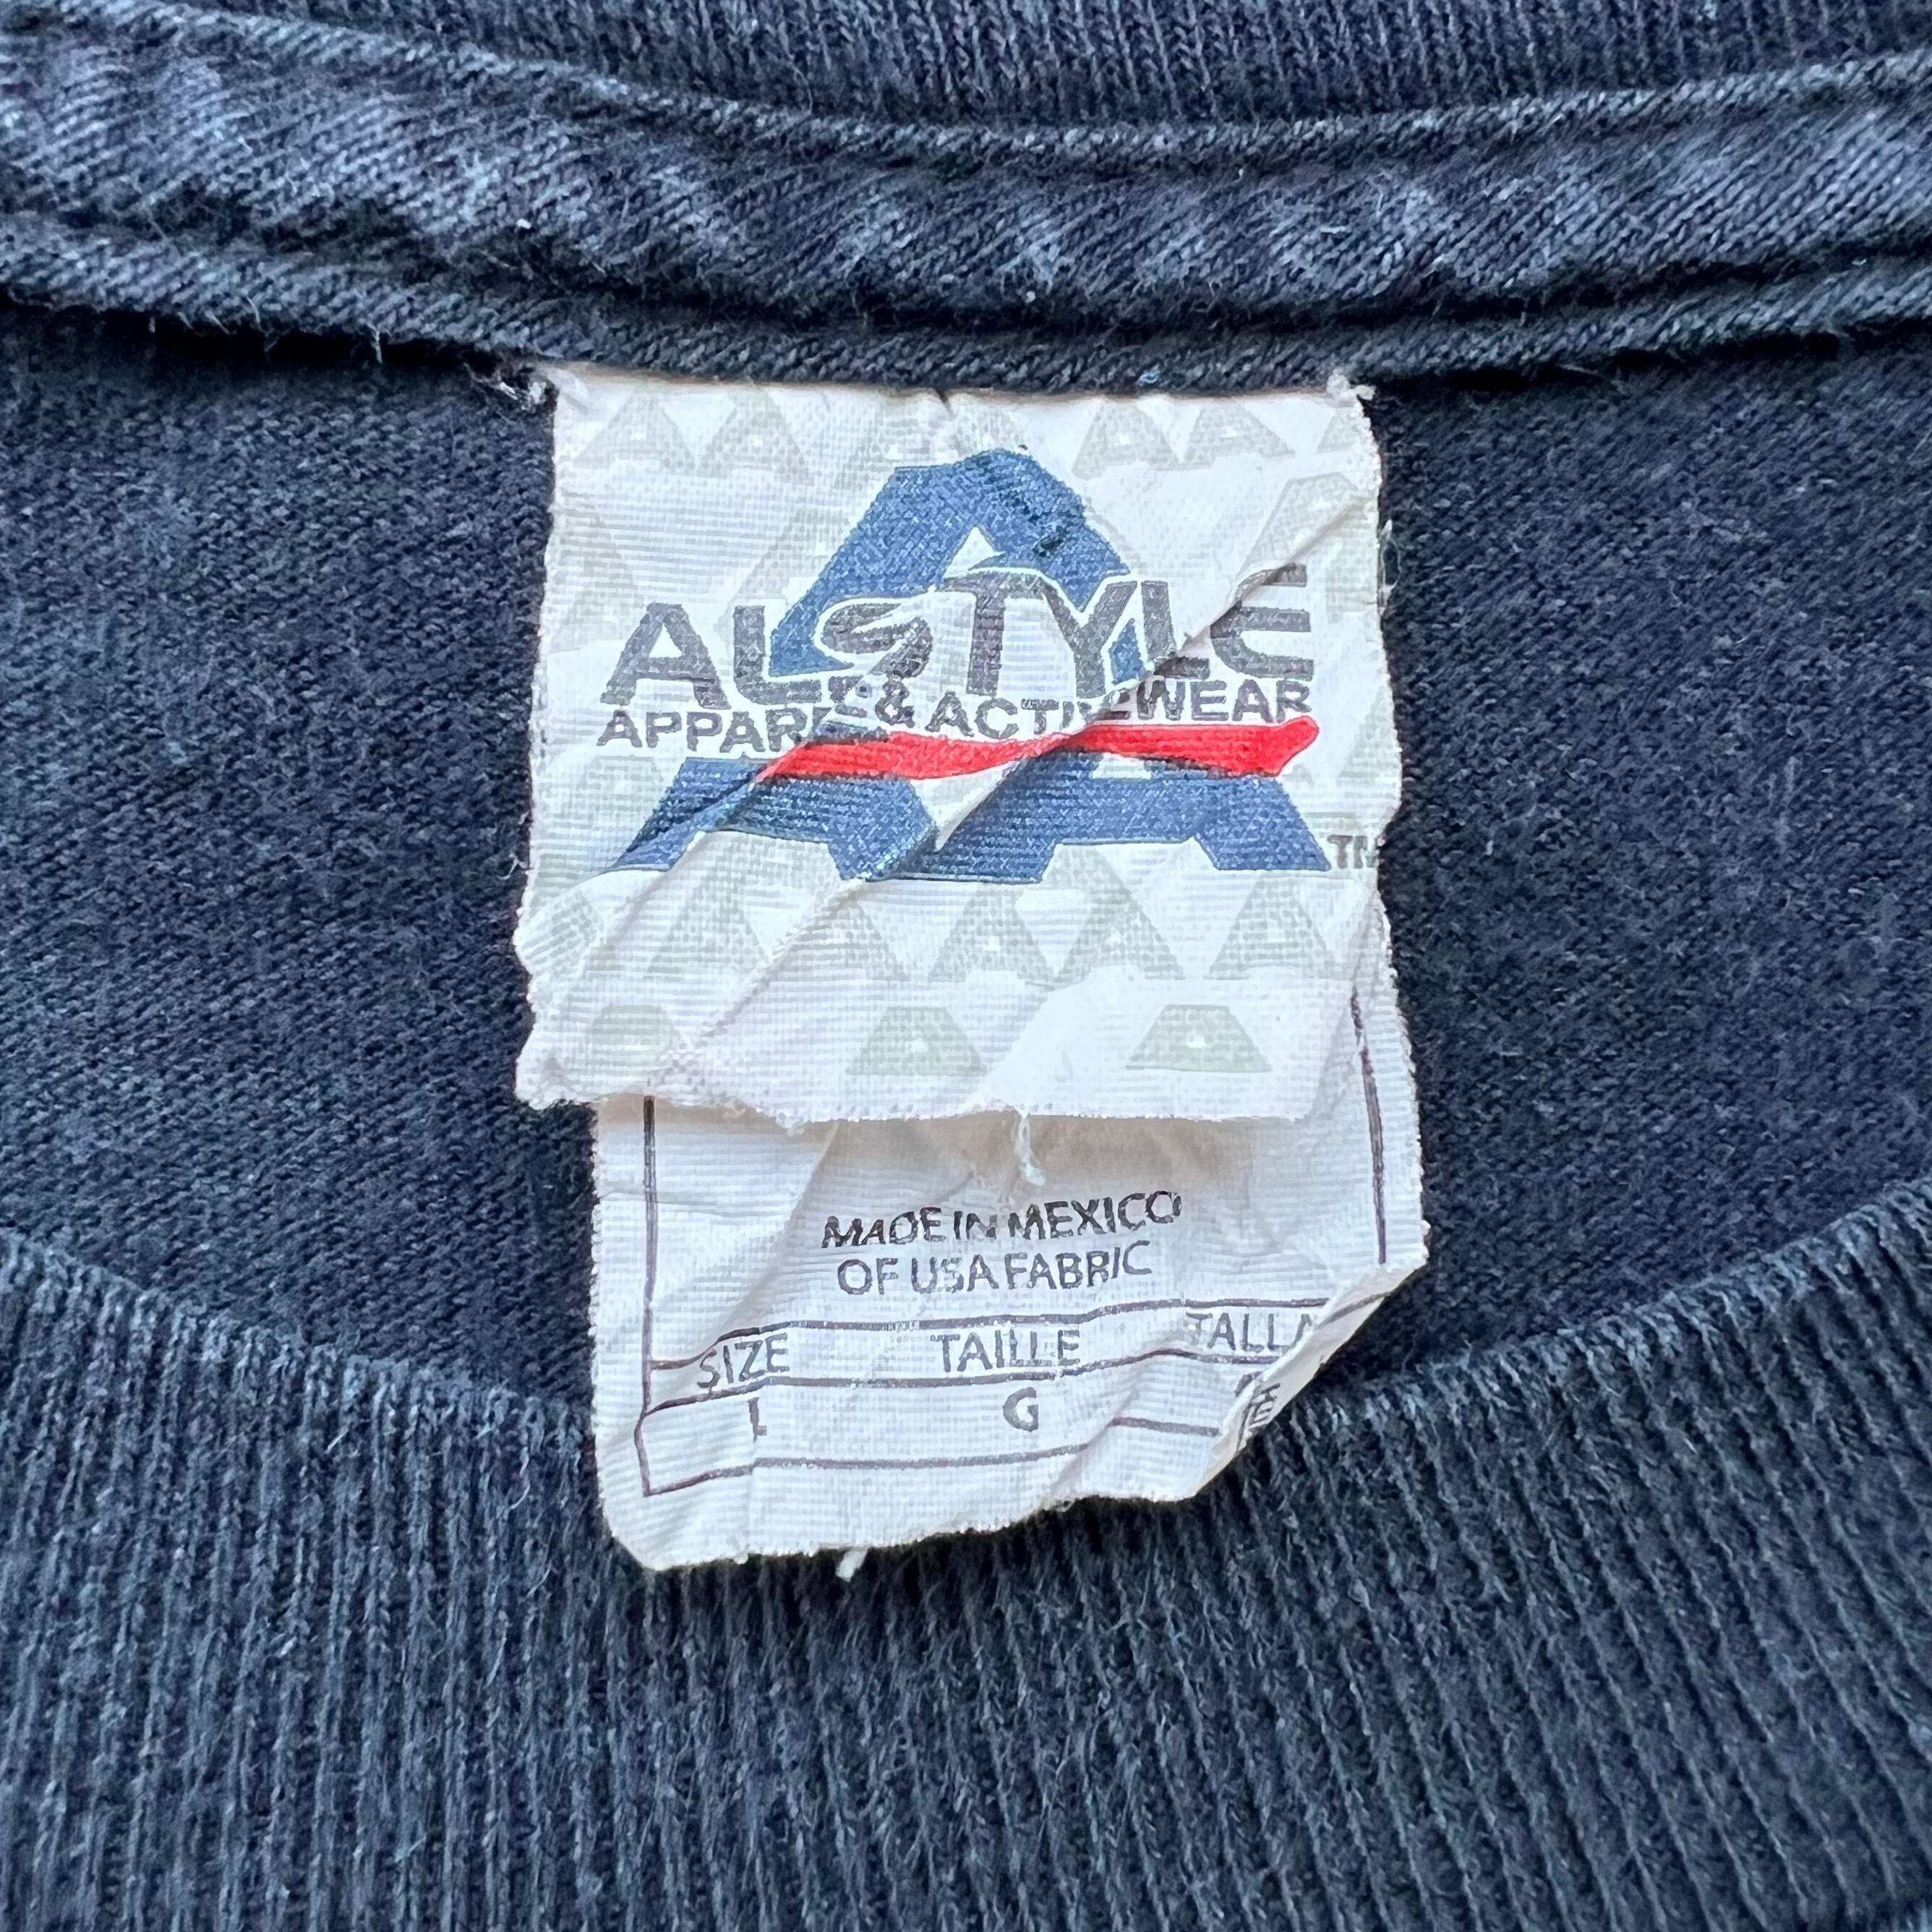 ALSTYLE
APPAREL & ACTIVEWEAR
TM
MADE IN MEXICO
OF USA FABRIC
SIZE TAILLE TALLA
L G